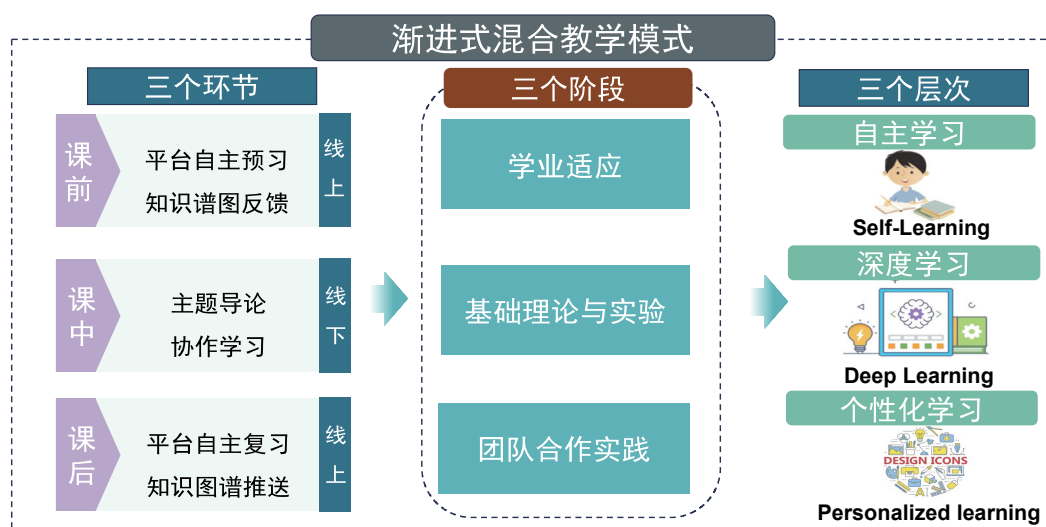 渐进式混合教学模式
三个环节
课前
平台自主预习
知识谱图反馈
线上
课中
主题导论
协作学习
线下
课后
平台自主复习
知识图谱推送
线上
三个阶段
学业适应
基础理论与实验
团队合作实践
三个层次
自主学习
Self-Learning
深度学习
Deep Learning
个性化学习
DESIGN ICONS
Personalized learning